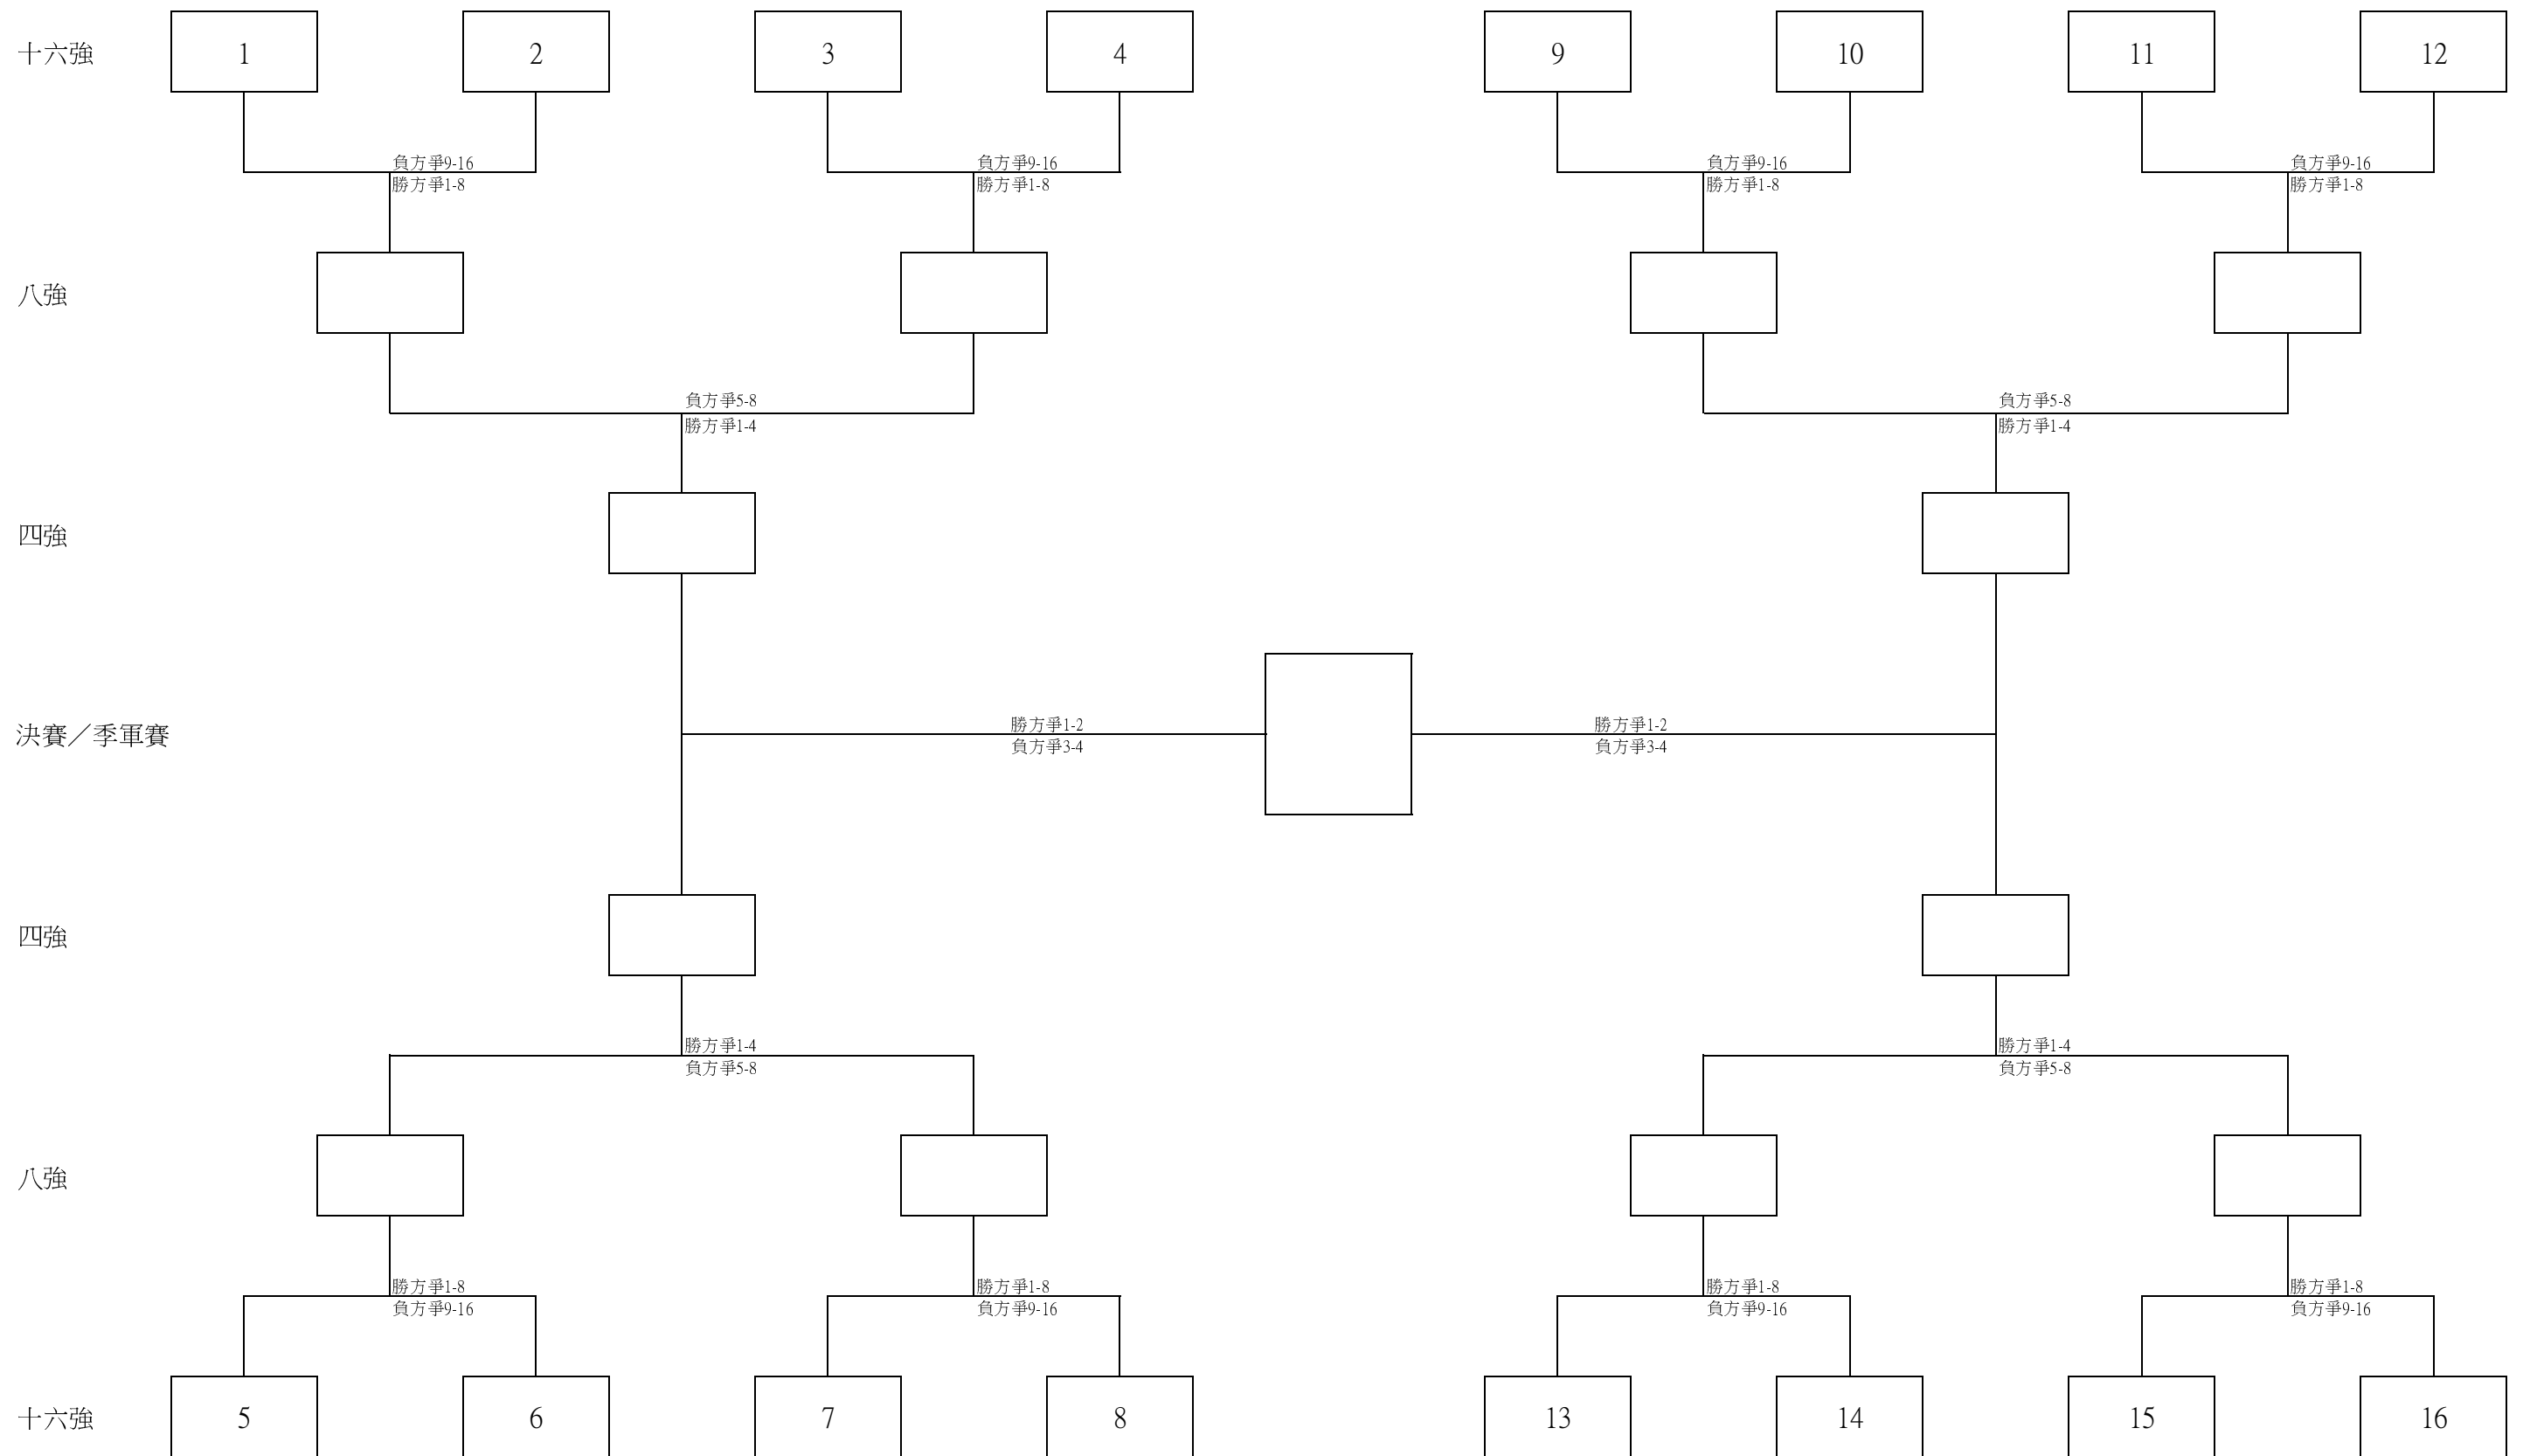 十六強 1 2 3 4 9 10 11 12
負方爭9-16 負方爭9-16 負方爭9-16 負方爭9-16
勝方爭1-8 勝方爭1-8 勝方爭1-8 勝方爭1-8
八強
負方爭5-8 負方爭5-8
勝方爭1-4 勝方爭1-4
四強
勝方爭1-2 勝方爭1-2
決賽／季軍賽
負方爭3-4 負方爭3-4
四強
勝方爭1-4 勝方爭1-4
負方爭5-8 負方爭5-8
八強
勝方爭1-8 勝方爭1-8 勝方爭1-8 勝方爭1-8
負方爭9-16 負方爭9-16 負方爭9-16 負方爭9-16
十六強 5 6 7 8 13 14 15 16